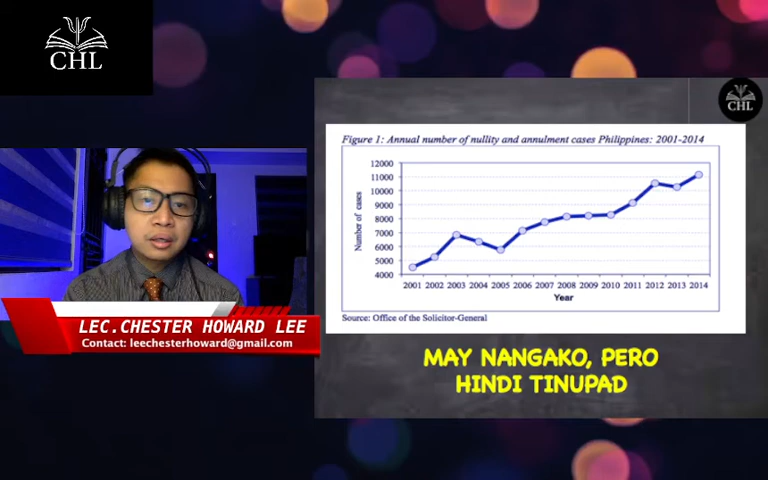 CHL
CHL
Figure 1: Annual number of nullity and annulment cases Philippines: 2001-2014
Number of cases
12000
11000
10000
9000
8000
7000
6000
5000
4000
2001 2002 2003 2004 2005 2006 2007 2008 2009 2010 2011 2012 2013 2014
Year
Source: Office of the Solicitor-General
LEC.CHESTER HOWARD LEE
Contact: leechesterhoward@gmail.com
MAY NANGAKO, PERO
HINDI TINUPAD